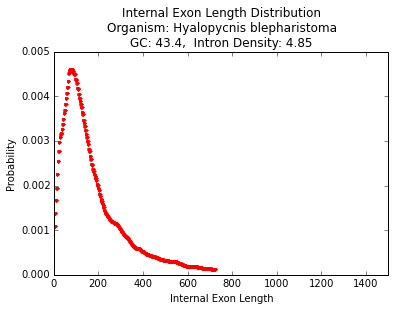 Internal Exon Length Distribution
Organism: Hyalopycnis blepharistoma
GC: 43.4,  Intron Density: 4.85
0.005
0.004
0.003
0.002
0.001
0.000
Probability
0 200 400 600 800 1000 1200 1400
Internal Exon Length